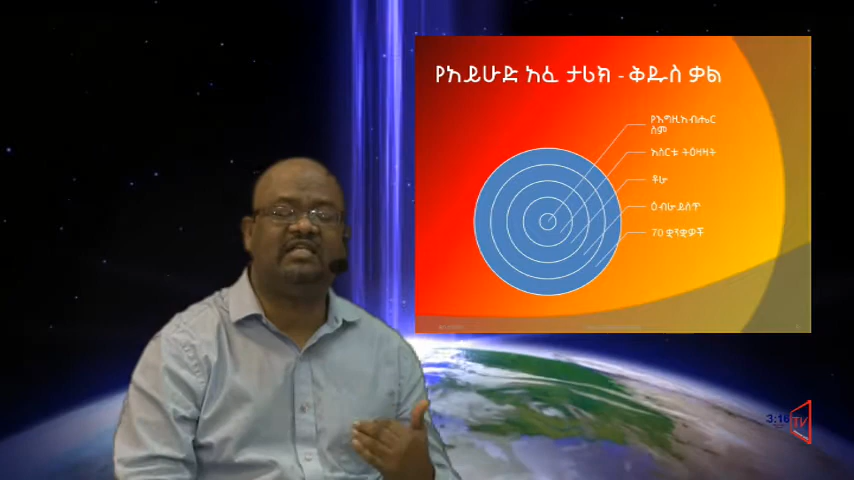 የአይሁድ አፈ ታሪክ - ቅዱስ ቃል
የእግዚአብሔር
ስም
አስርቱ ትዕዛዛት
ቶራ
ዕብራይስጥ
70 ቋንቋዎች
3:16
TV